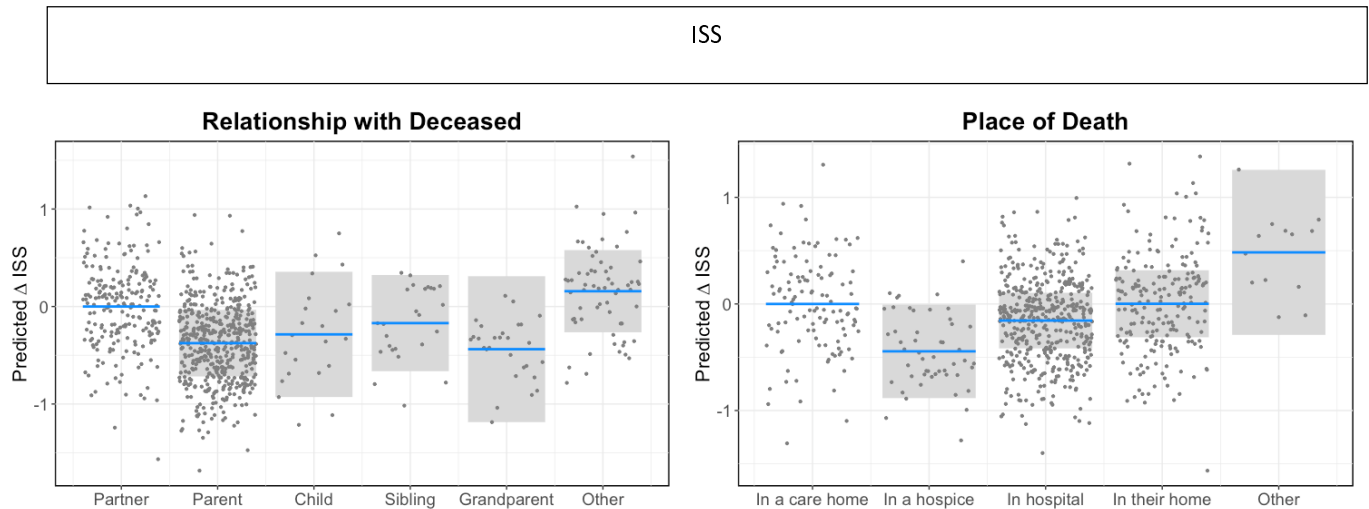 ISS
Relationship with Deceased
Predicted Δ ISS
1
0
-1
Partner
Parent
Child
Sibling
Grandparent
Other
Place of Death
Predicted Δ ISS
1
0
-1
In a care home
In a hospice
In hospital
In their home
Other